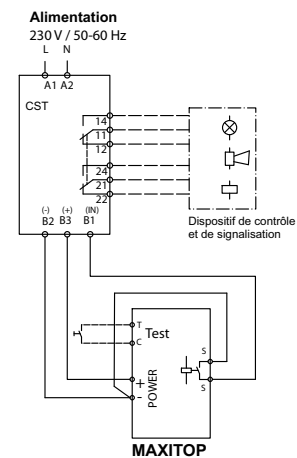 Alimentation
230 V / 50-60 Hz
L N
A1 A2
CST
14
11
12
24
21
22
(-) (+) (IN)
B2 B3 B1
Dispositif de contrôle
et de signalisation
T
Test
C
S
POWER
+
-
S
MAXITOP